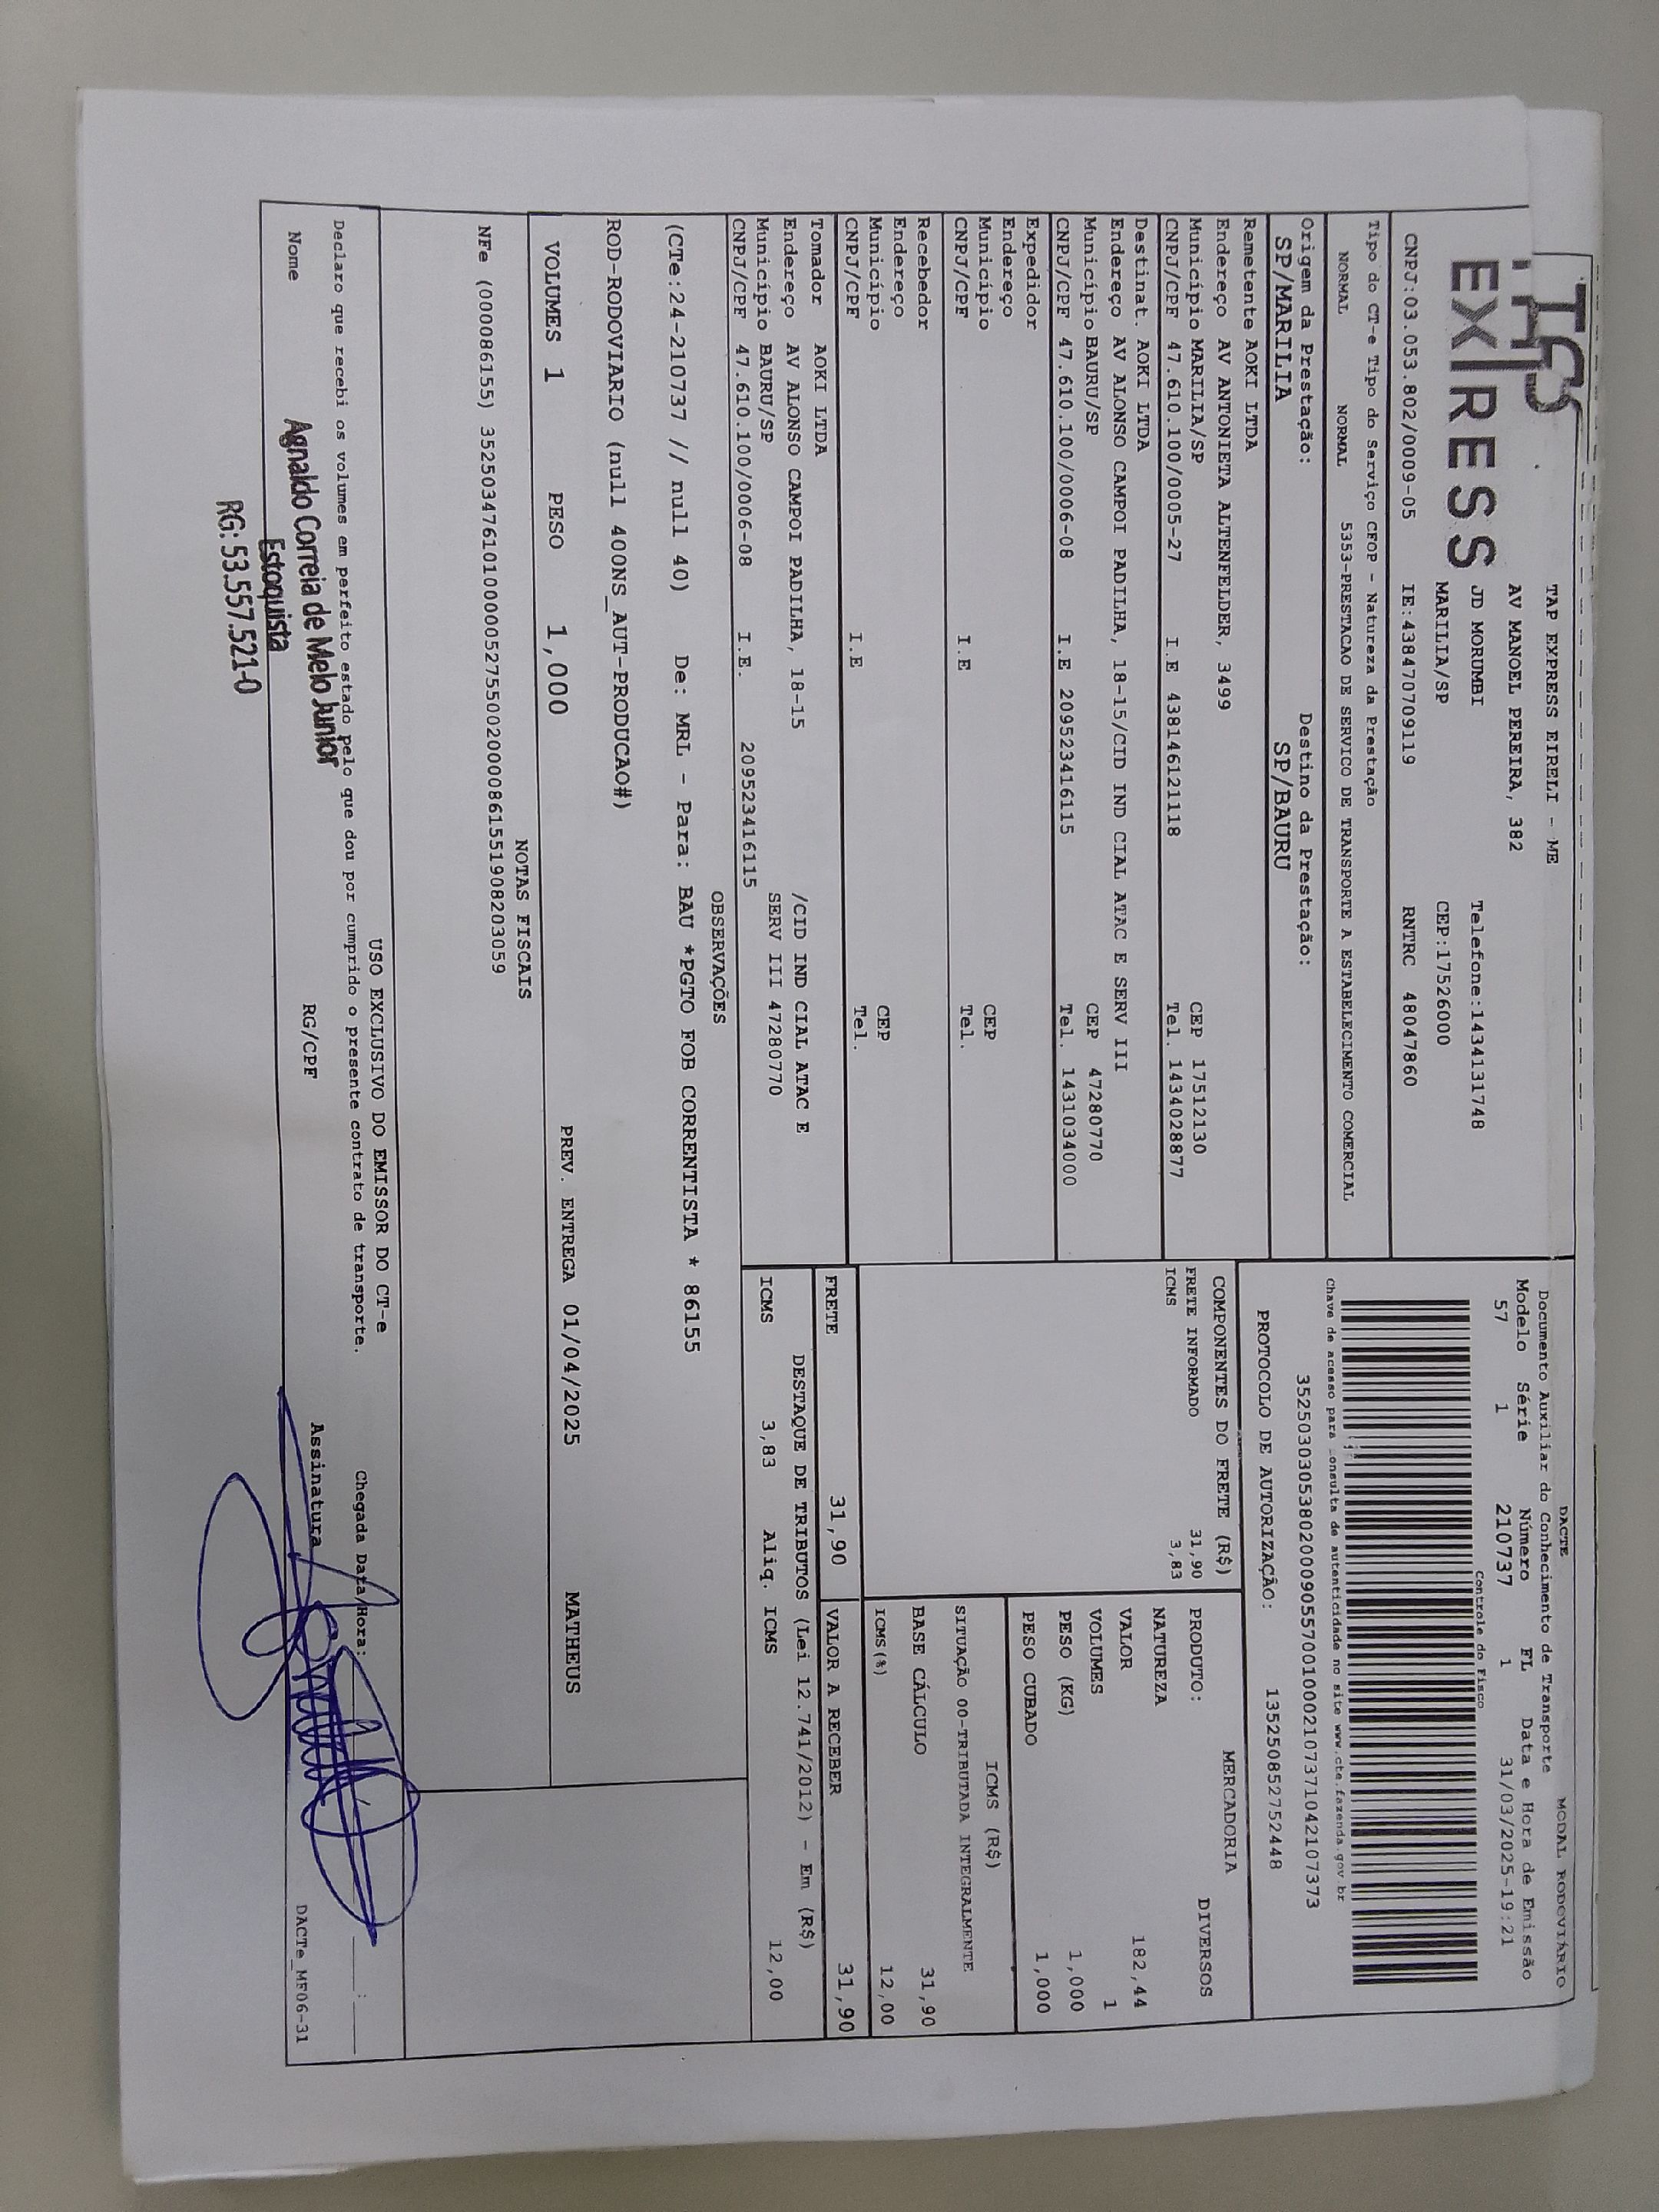 TAP EXPRESS EIRELI - ME
AV MANOEL PEREIRA, 382
JD MORUMBI Telefone:1434131748
MARILIA/SP CEP:17526000
CNPJ:03.053.802/0009-05 IE:438470709119 RNTRC 48047860
DACTE MODAL RODOVIÁRIO
Documento Auxiliar do Conhecimento de Transporte
Modelo Série Número FL Data e Hora de Emissão
57 1 210737 1 31/03/2025-19:21
Controle do Fisco
Tipo do CT-e Tipo do Serviço CFOP - Natureza da Prestação
NORMAL NORMAL 5353-PRESTACAO DE SERVICO DE TRANSPORTE A ESTABELECIMENTO COMERCIAL
Chave de acesso para consulta de autenticidade no site www.cte.fazenda.gov.br
35250303053802000905570010002107371042107373
Origem da Prestação: Destino da Prestação:
SP/MARILIA SP/BAURU
PROTOCOLO DE AUTORIZAÇÃO: 135250852752448
Remetente AOKI LTDA
Endereço AV ANTONIETA ALTENFELDER, 3499
Município MARILIA/SP CEP 17512130
CNPJ/CPF 47.610.100/0005-27 I.E 438146121118 Tel. 1434028877
Destinat. AOKI LTDA
Endereço AV ALONSO CAMPOI PADILHA, 18-15/CID IND CIAL ATAC E SERV III
Município BAURU/SP CEP 47280770
CNPJ/CPF 47.610.100/0006-08 I.E 209523416115 Tel. 1431034000
Expedidor
Endereço
Município CEP
CNPJ/CPF I.E Tel.
Recebedor
Endereço
Município CEP
CNPJ/CPF I.E Tel.
Tomador AOKI LTDA
Endereço AV ALONSO CAMPOI PADILHA, 18-15 /CID IND CIAL ATAC E
Município BAURU/SP SERV III 47280770
CNPJ/CPF 47.610.100/0006-08 I.E. 209523416115
COMPONENTES DO FRETE (R$)
FRETE INFORMADO 31,90
ICMS 3,83
MERCADORIA
PRODUTO: DIVERSOS
NATUREZA
VALOR 182,44
VOLUMES 1
PESO (KG) 1,000
PESO CUBADO 1,000
ICMS (R$)
SITUAÇÃO 00-TRIBUTADA INTEGRALMENTE
BASE CÁLCULO 31,90
ICMS(%) 12,00
FRETE 31,90 VALOR A RECEBER 31,90
DESTAQUE DE TRIBUTOS (Lei 12.741/2012) - Em (R$)
ICMS 3,83 Aliq. ICMS 12,00
OBSERVAÇÕES
(CTe:24-210737 // null 40) De: MRL - Para: BAU *PGTO FOB CORRENTISTA * 86155
ROD-RODOVIARIO (null 400NS_AUT-PRODUCAO#)
VOLUMES 1 PESO 1,000 PREV. ENTREGA 01/04/2025 MATHEUS
NOTAS FISCAIS
NFe (00086155) 35250347610100000527550020000861551908203059
USO EXCLUSIVO DO EMISSOR DO CT-e
Declaro que recebi os volumes em perfeito estado pelo que dou por cumprido o presente contrato de transporte. Chegada Data/Hora:
Nome RG/CPF Assinatura DACTe_MF06-31
Agnaldo Correia de Melo Junior
Estoquista
RG: 53.557.521-0